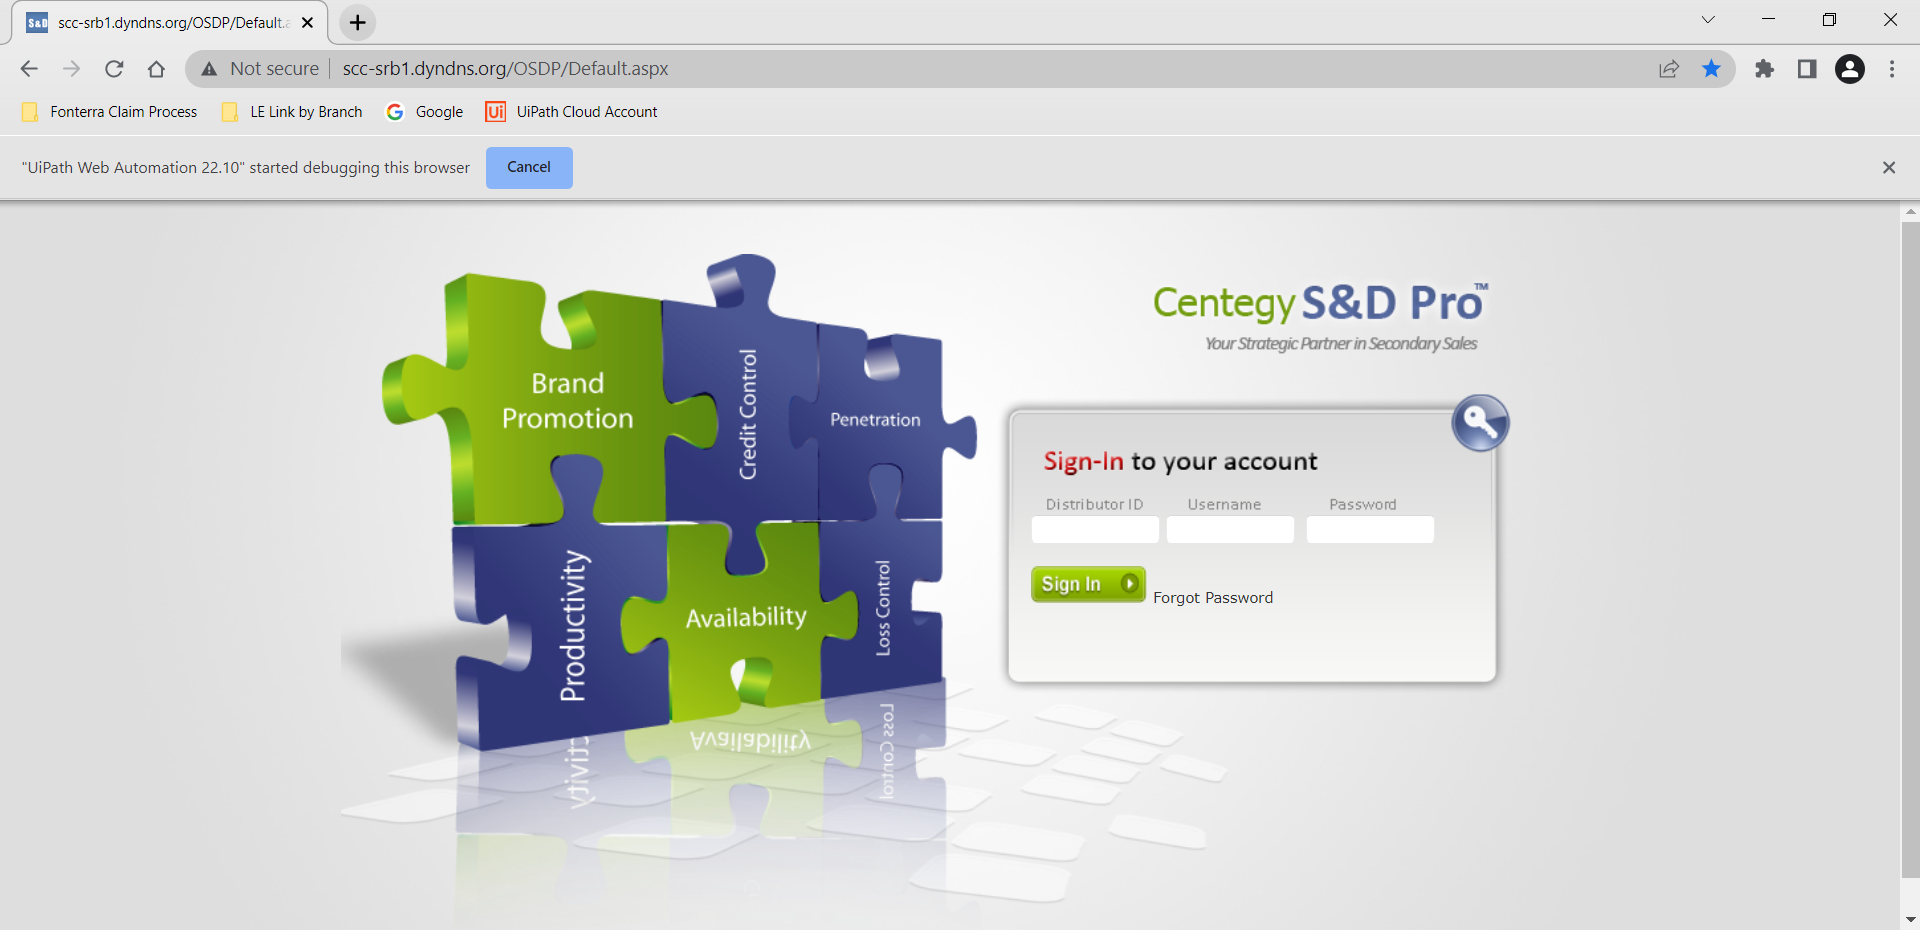 S&D scc-srb1.dyndns.org/OSDP/Default.a
Not secure scc-srb1.dyndns.org/OSDP/Default.aspx
Fonterra Claim Process LE Link by Branch Google Ui UiPath Cloud Account
"UiPath Web Automation 22.10" started debugging this browser Cancel
Centegy S&D Pro™
Your Strategic Partner in Secondary Sales
Brand
Promotion
Credit Control
Penetration
Productivity
Availability
Loss Control
Sign-In to your account
Distributor ID Username Password
Sign In Forgot Password